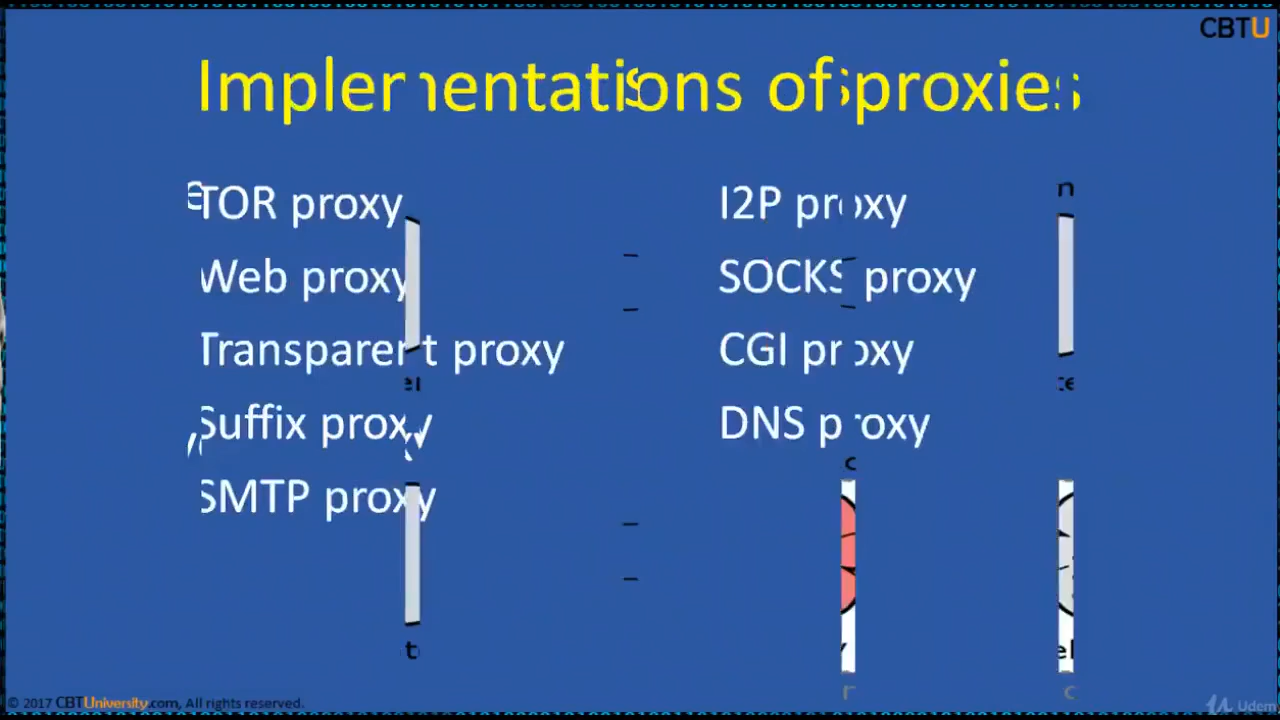 CBTU
Implementations of proxies
TOR proxy
Web proxy
Transparent proxy
Suffix proxy
SMTP proxy
I2P proxy
SOCKS proxy
CGI proxy
DNS proxy
© 2017 CBTUniversity.com, All rights reserved.